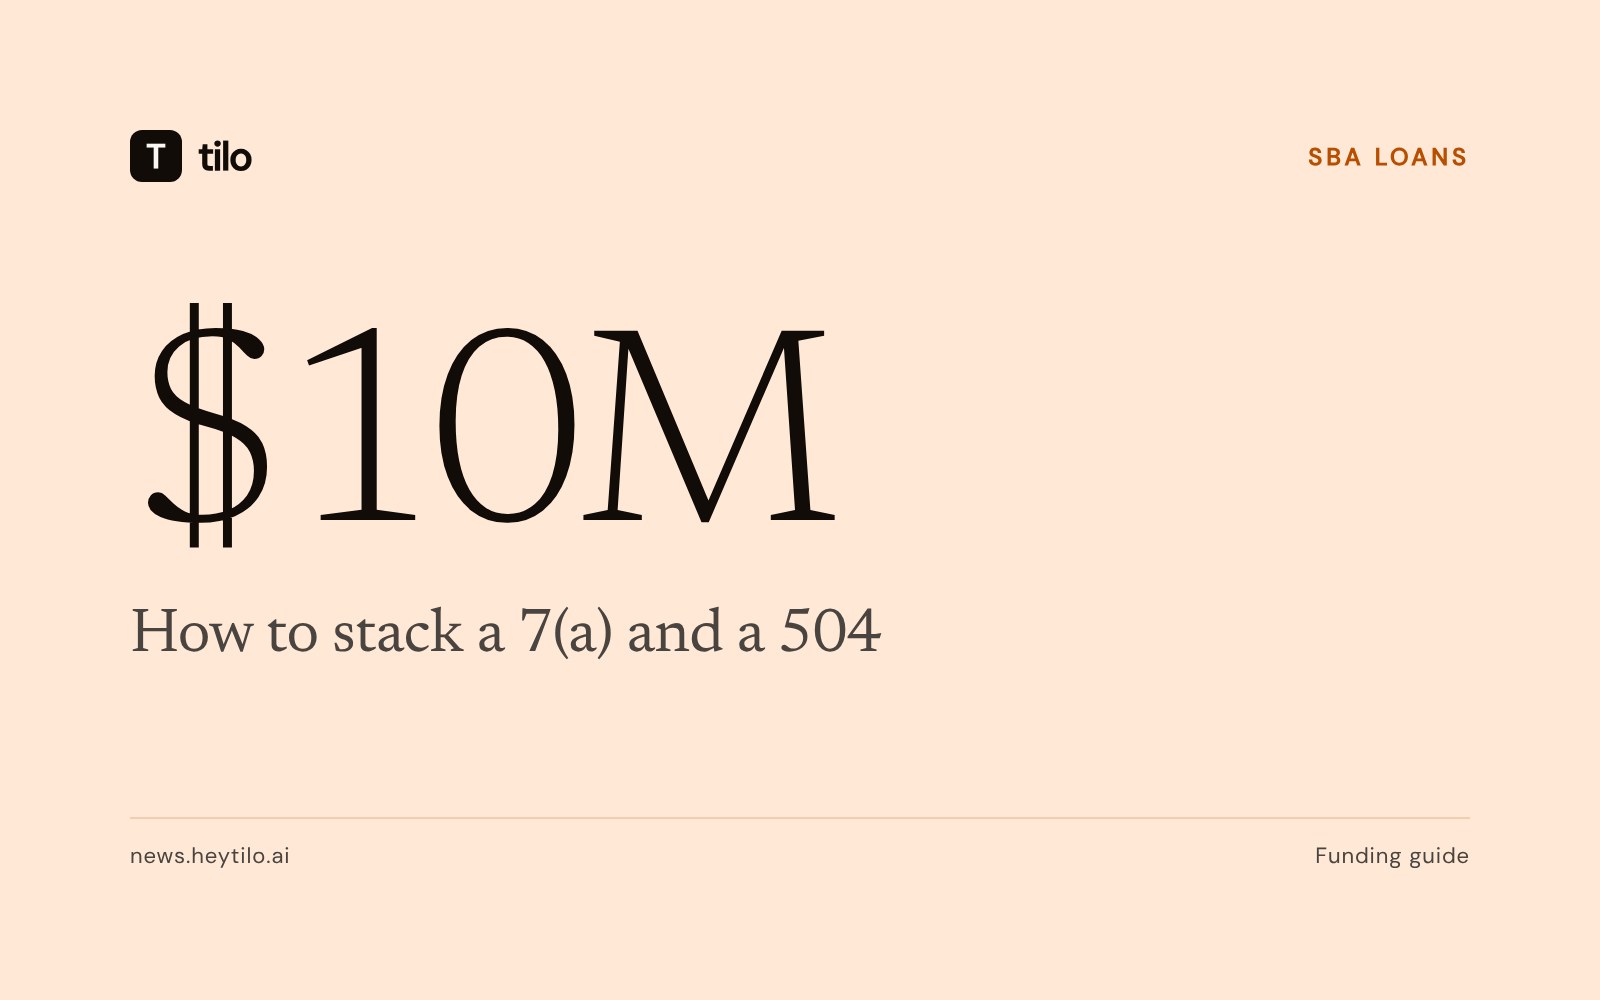 T tilo
SBA LOANS
$10M
How to stack a 7(a) and a 504
news.heytilo.ai
Funding guide